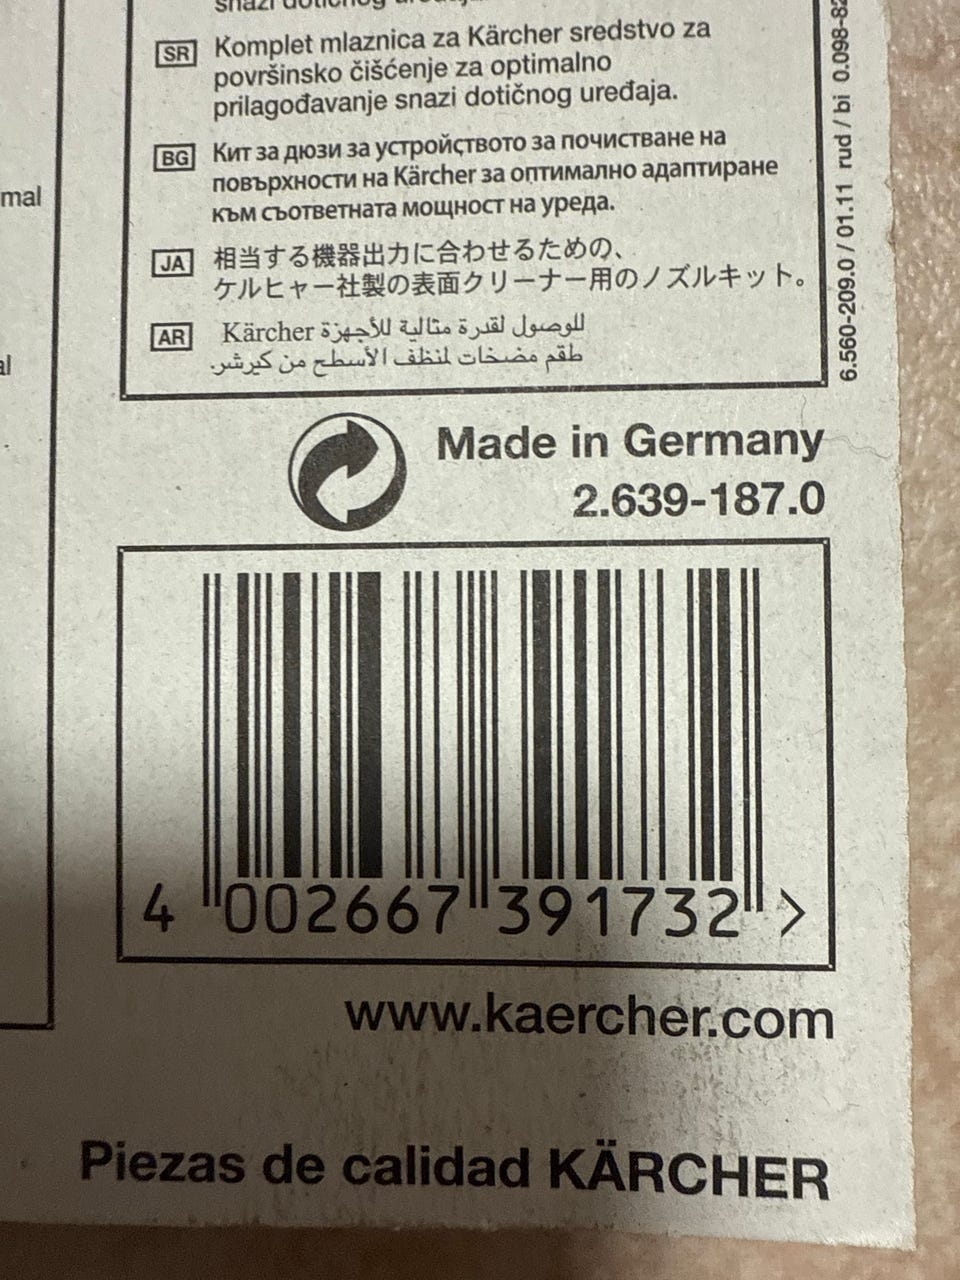 snazi dotičnog uređaja.
SR Komplet mlaznica za Kärcher sredstvo za
površinsko čišćenje za optimalno
prilagođavanje snazi dotičnog uređaja.
BG Кит за дюзи за устройството за почистване на
повърхности на Kärcher за оптимално адаптиране
към съответната мощност на уреда.
JA 相当する機器出力に合わせるための、
ケルヒャー社製の表面クリーナー用のノズルキット。
AR للوصول لقدرة مثالية للأجهزة Kärcher
طقم مضخات لمنظف الأسطح من كيرشر.
mal
al
6.560-209.0 / 01.11 rud / bi 0.098-82
Made in Germany
2.639-187.0
4 002667 391732 >
www.kaercher.com
Piezas de calidad KÄRCHER